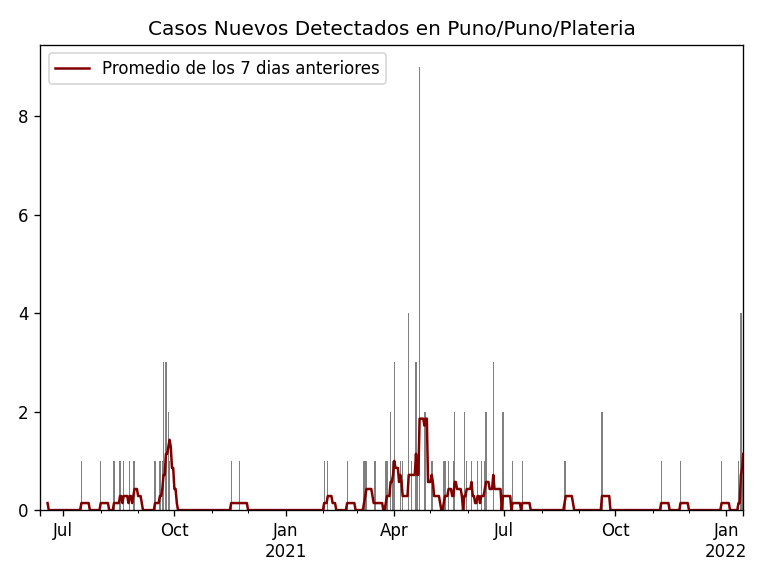 Casos Nuevos Detectados en Puno/Puno/Plateria
Promedio de los 7 dias anteriores
8
6
4
2
0
Jul Oct Jan Apr Jul Oct Jan
2021 2022